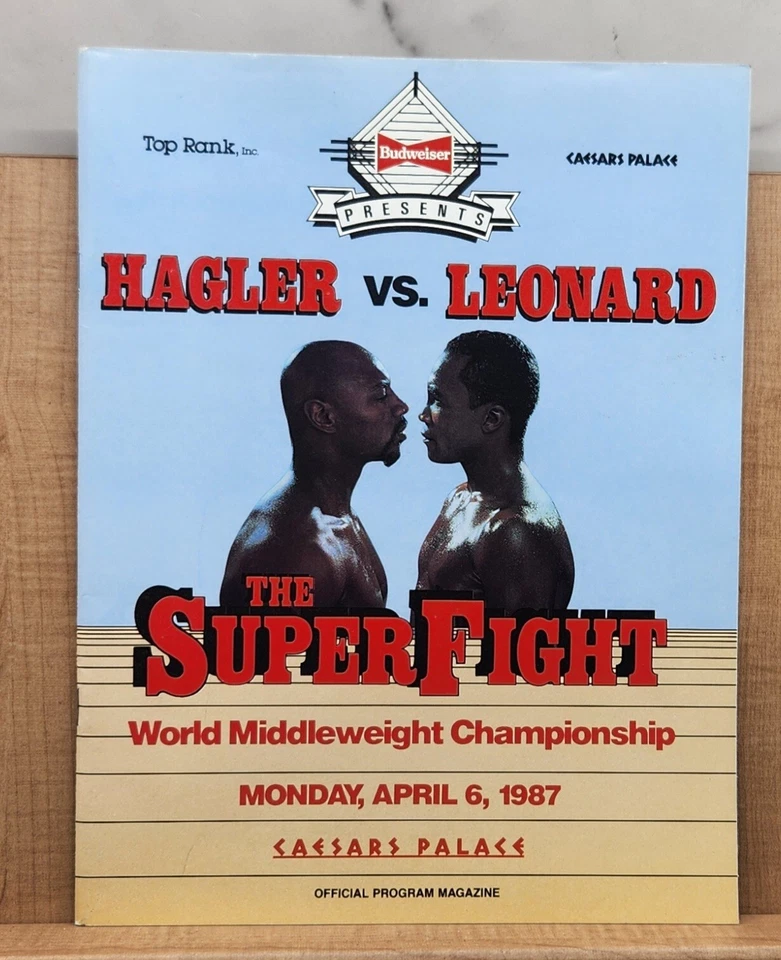 Top Rank, Inc.
Budweiser
CAESARS PALACE
PRESENTS
HAGLER VS. LEONARD
THE
SUPERFIGHT
World Middleweight Championship
MONDAY, APRIL 6, 1987
CAESARS PALACE
OFFICIAL PROGRAM MAGAZINE